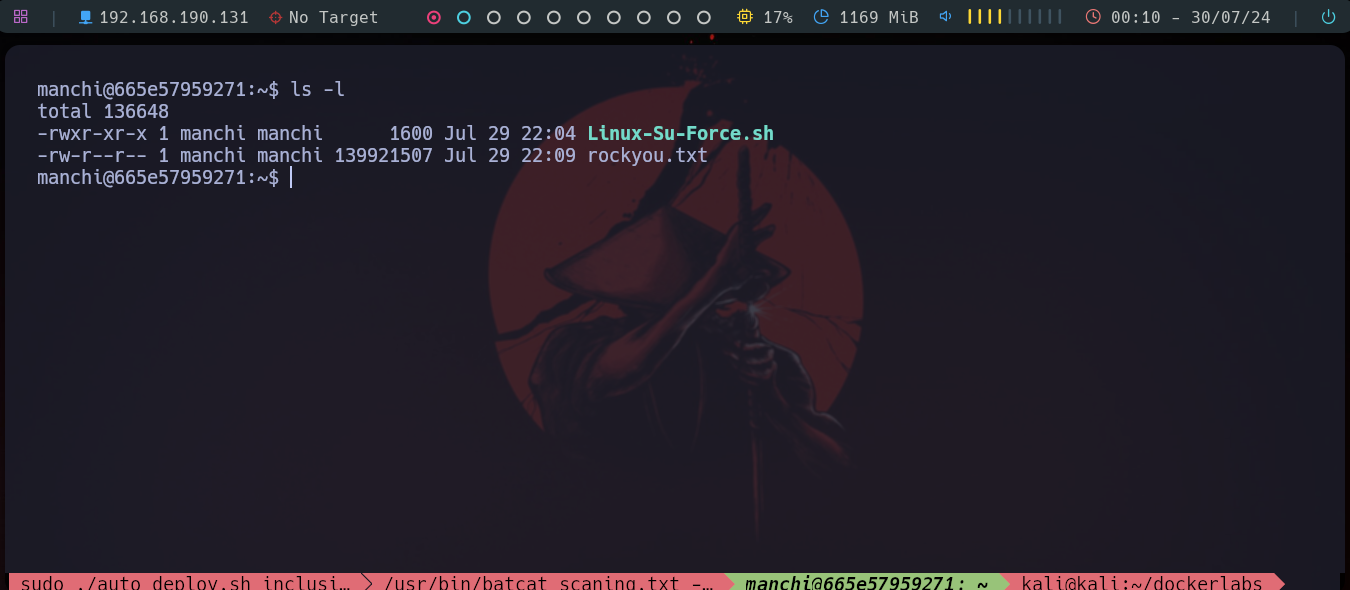 192.168.190.131 No Target 17% 1169 MiB 00:10 - 30/07/24
manchi@665e57959271:~$ ls -l
total 136648
-rwxr-xr-x 1 manchi manchi      1600 Jul 29 22:04 Linux-Su-Force.sh
-rw-r--r-- 1 manchi manchi 139921507 Jul 29 22:09 rockyou.txt
manchi@665e57959271:~$
sudo ./auto_deploy.sh inclusi… /usr/bin/batcat scaning.txt -… manchi@665e57959271: ~ kali@kali:~/dockerlabs